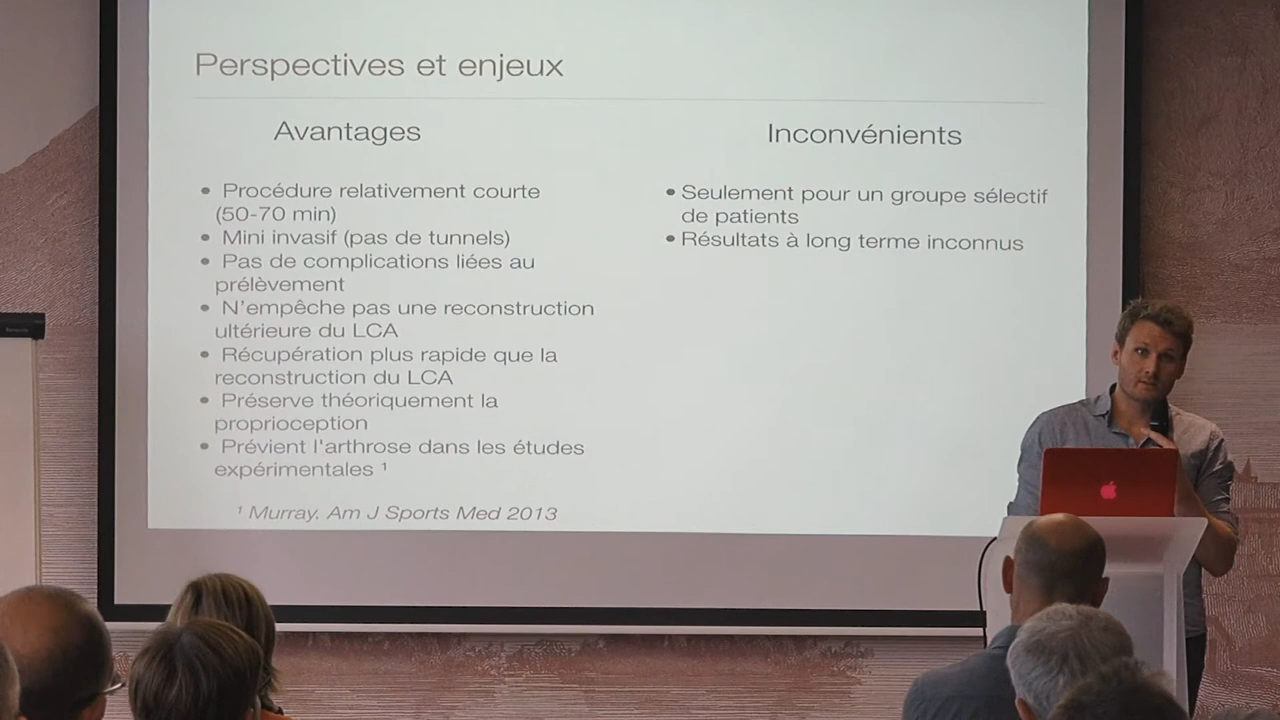 Perspectives et enjeux
Avantages
• Procédure relativement courte
(50-70 min)
• Mini invasif (pas de tunnels)
• Pas de complications liées au
prélèvement
• N'empêche pas une reconstruction
ultérieure du LCA
• Récupération plus rapide que la
reconstruction du LCA
• Préserve théoriquement la
proprioception
• Prévient l'arthrose dans les études
expérimentales ¹
¹ Murray. Am J Sports Med 2013
Inconvénients
• Seulement pour un groupe sélectif
de patients
• Résultats à long terme inconnus